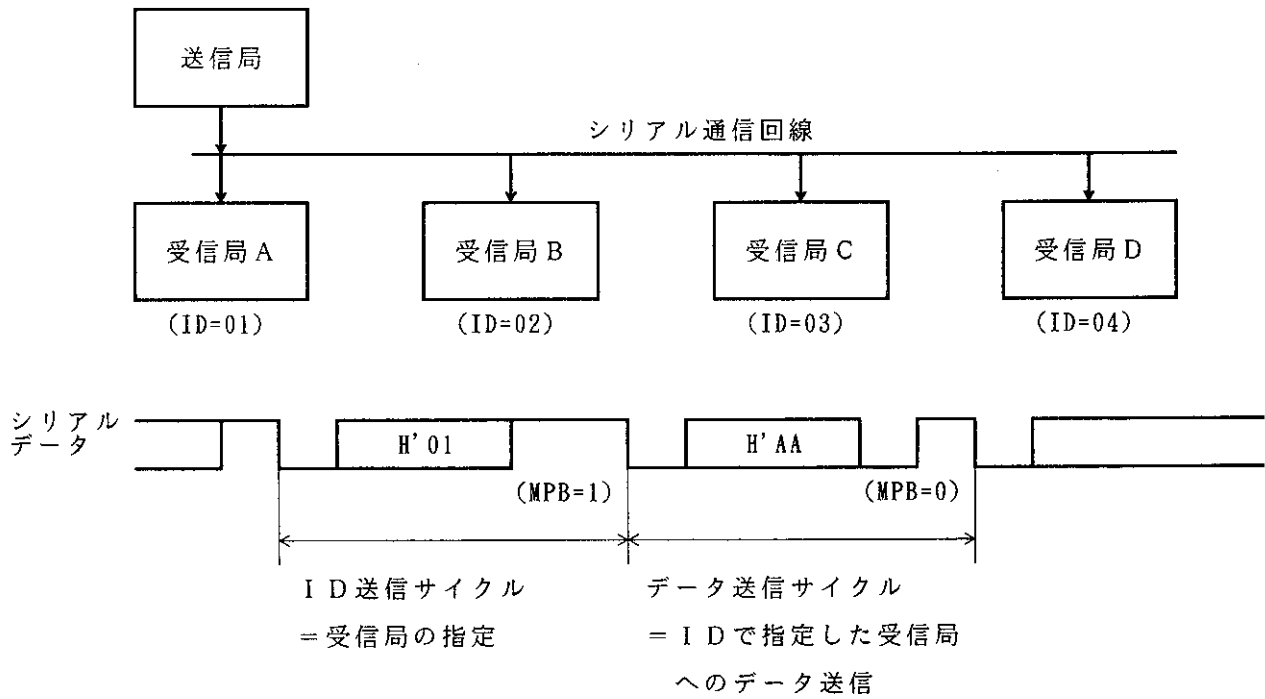 送信局
シリアル通信回線
受信局A
受信局B
受信局C
受信局D
(ID=01)
(ID=02)
(ID=03)
(ID=04)
シリアル
データ
H'01
H'AA
(MPB=1)
(MPB=0)
ID送信サイクル
=受信局の指定
データ送信サイクル
=IDで指定した受信局
へのデータ送信